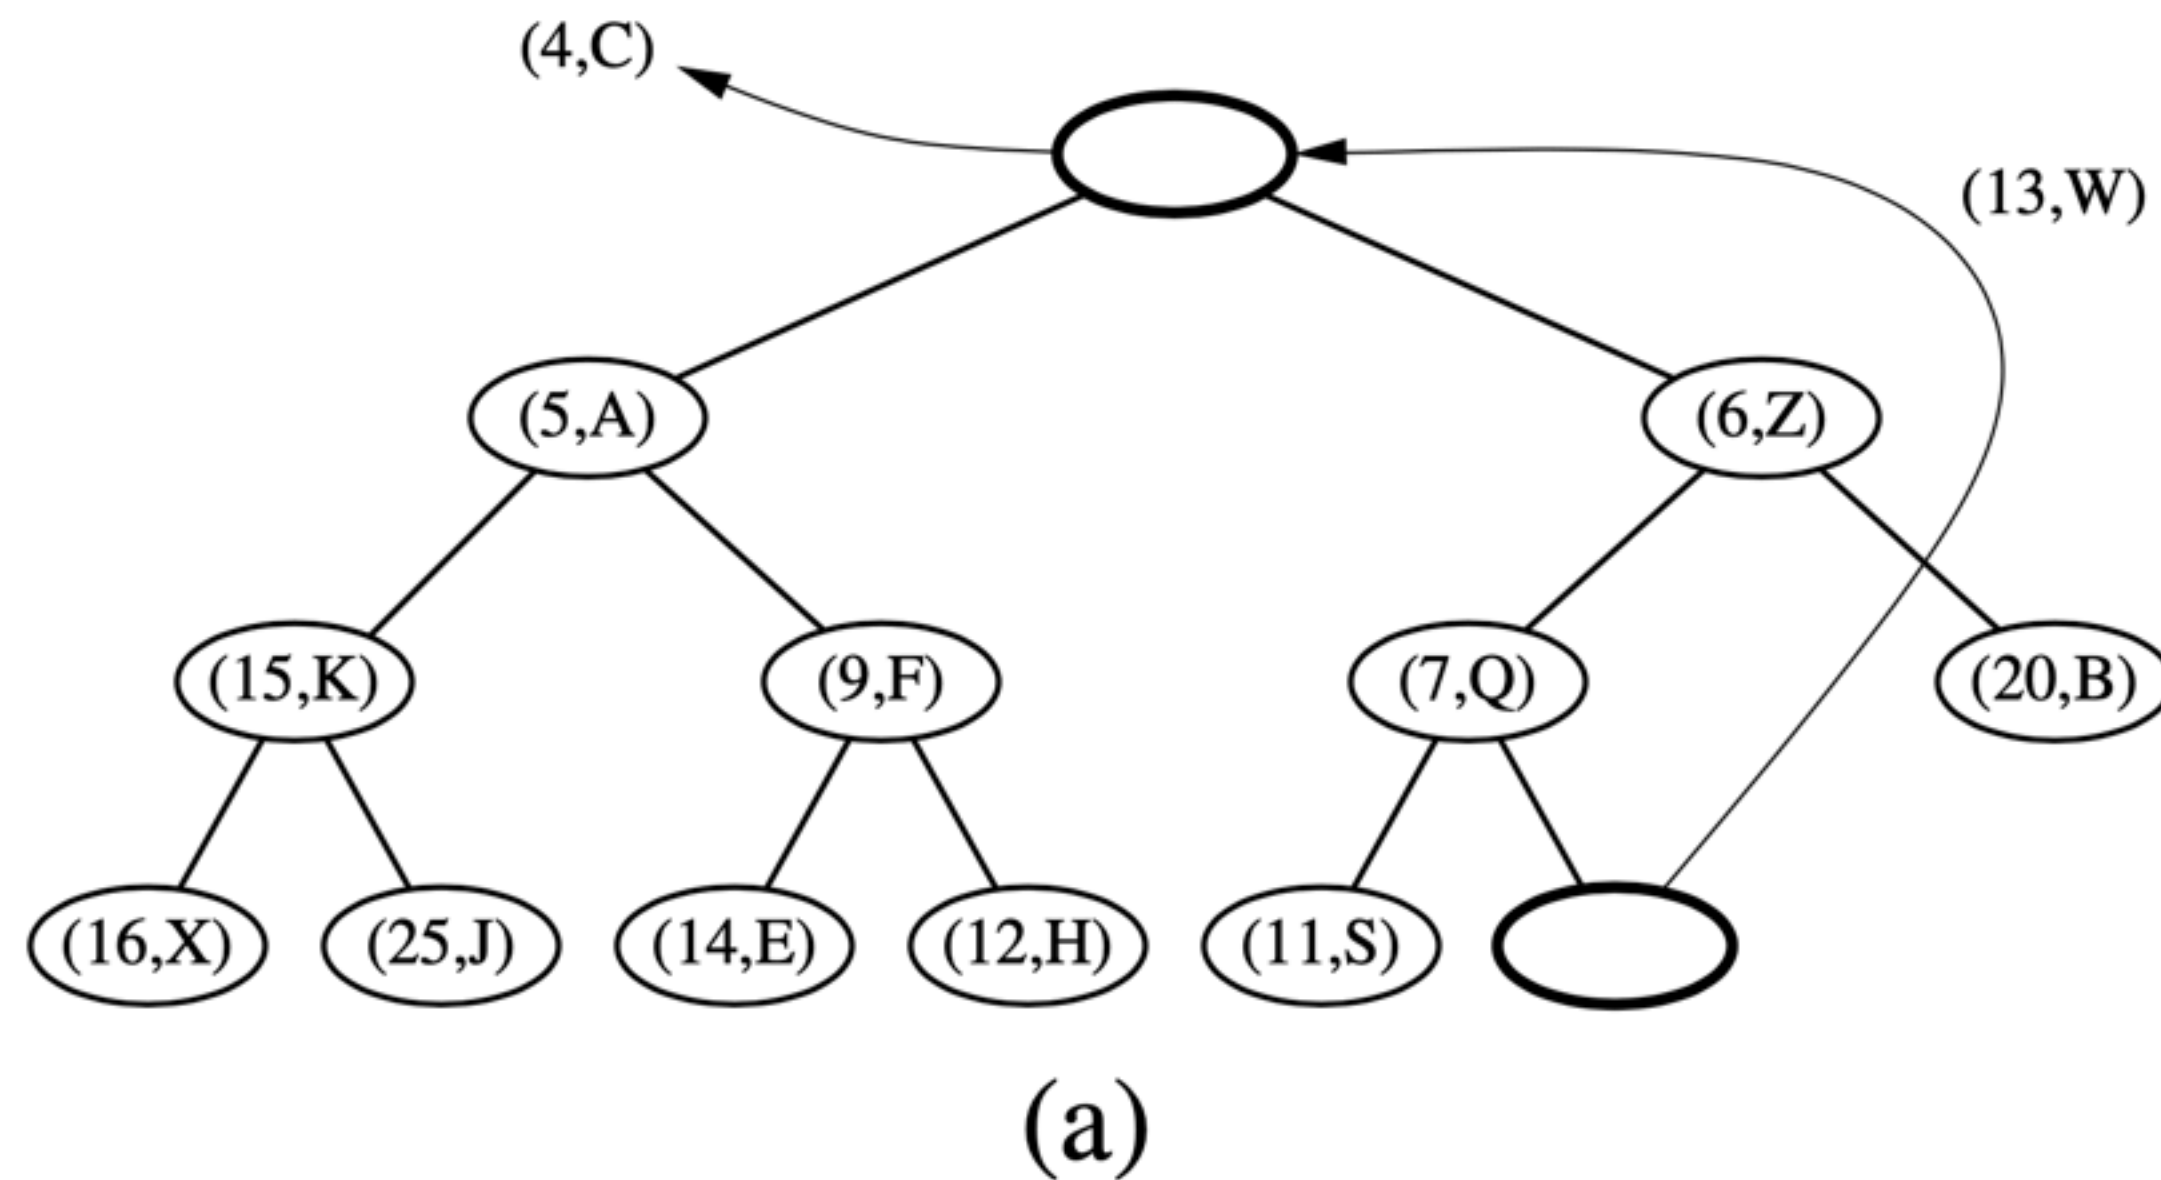 (4,C)
(13,W)
(5,A) (6,Z)
(15,K) (9,F) (7,Q) (20,B)
(16,X) (25,J) (14,E) (12,H) (11,S)
(a)